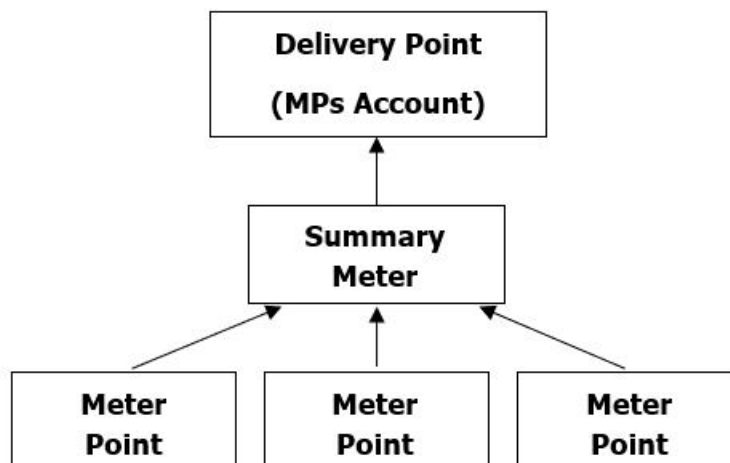 Delivery Point
(MPs Account)
Summary
Meter
Meter
Point
Meter
Point
Meter
Point